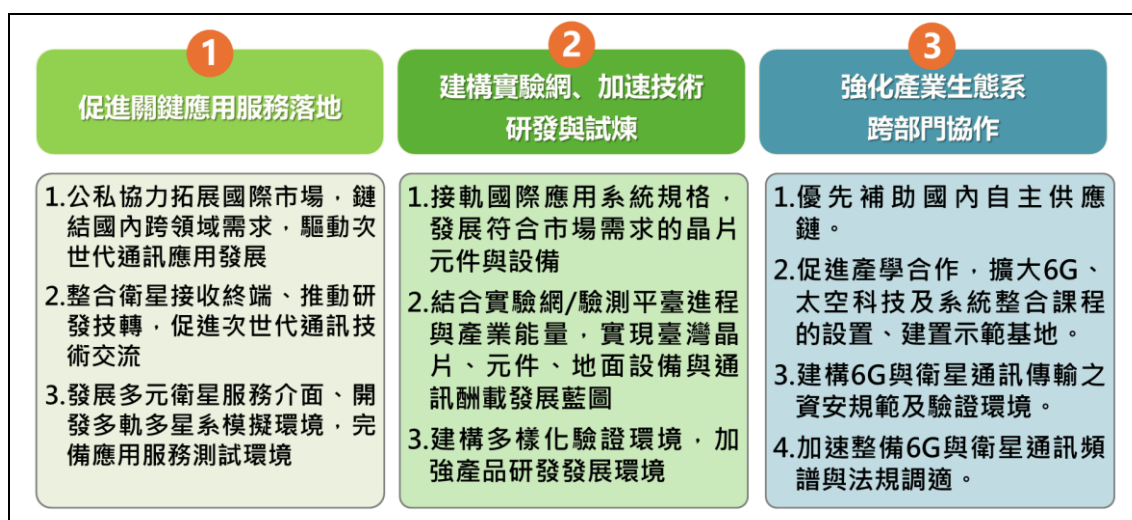 1
促進關鍵應用服務落地
1.公私協力拓展國際市場，鏈
結國內跨領域需求，驅動次
世代通訊應用發展
2.整合衛星接收終端、推動研
發技轉，促進次世代通訊技
術交流
3.發展多元衛星服務介面、開
發多軌多星系模擬環境，完
備應用服務測試環境
2
建構實驗網、加速技術
研發與試煉
1.接軌國際應用系統規格，
發展符合市場需求的晶片
元件與設備
2.結合實驗網/驗測平臺進程
與產業能量，實現臺灣晶
片、元件、地面設備與通
訊酬載發展藍圖
3.建構多樣化驗證環境，加
強產品研發發展環境
3
強化產業生態系
跨部門協作
1.優先補助國內自主供應
鏈。
2.促進產學合作，擴大6G、
太空科技及系統整合課程
的設置、建置示範基地。
3.建構6G與衛星通訊傳輸之
資安規範及驗證環境。
4.加速整備6G與衛星通訊頻
譜與法規調適。